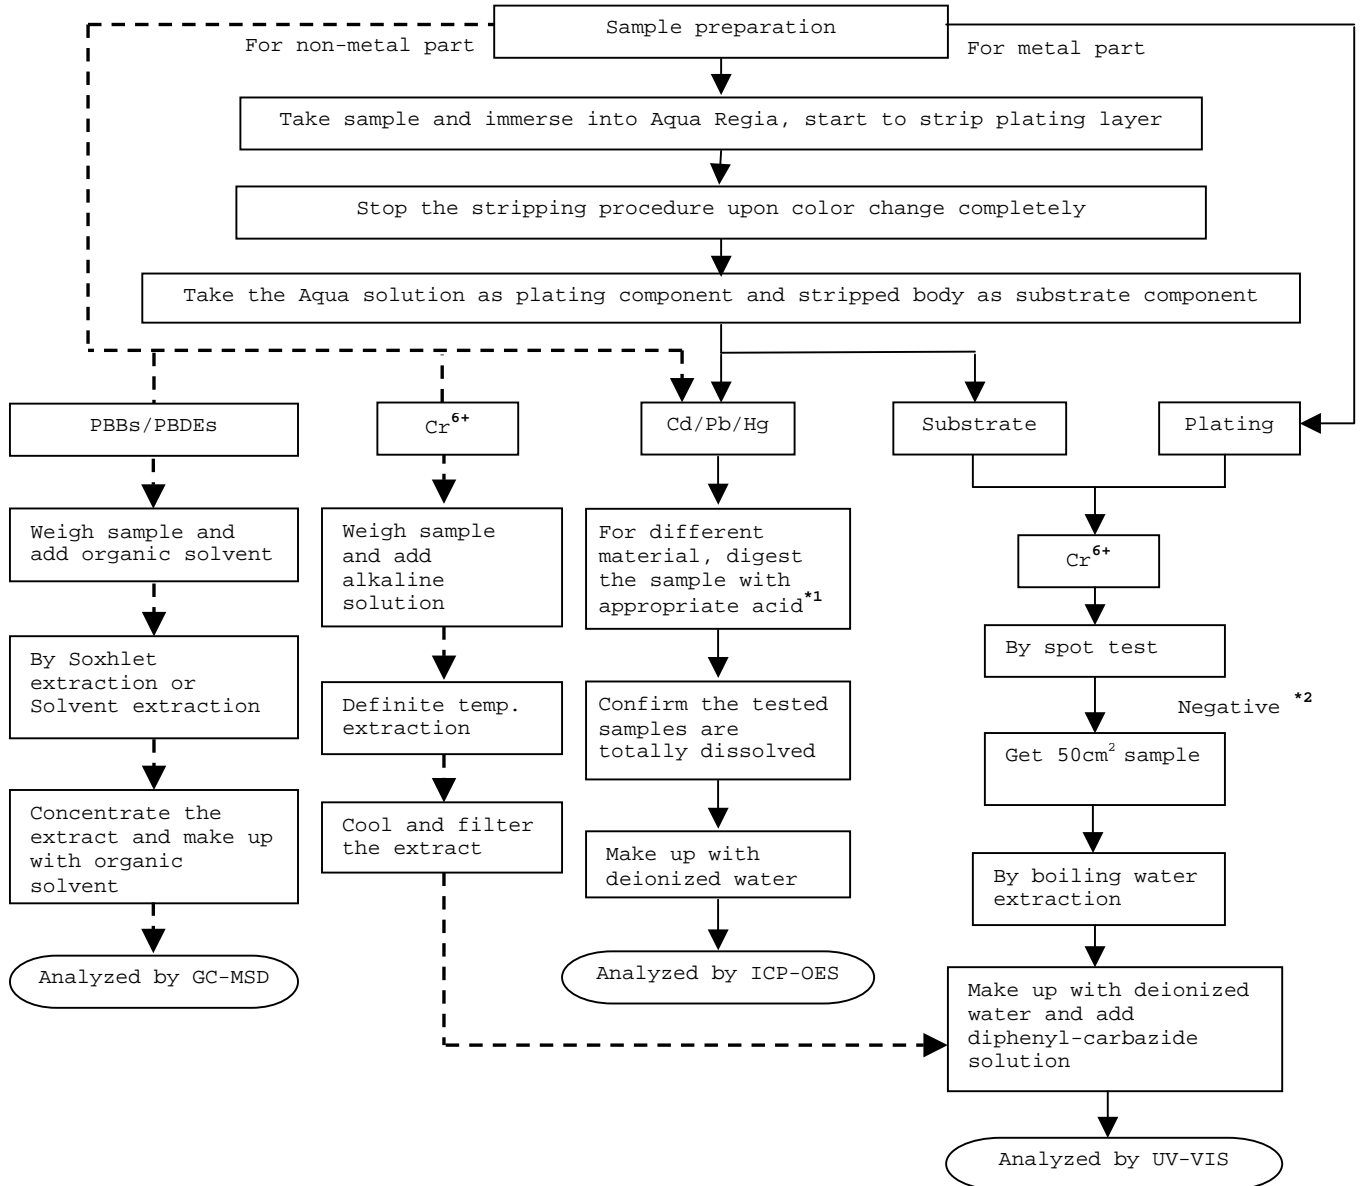 Sample preparation
For non-metal part
For metal part
Take sample and immerse into Aqua Regia, start to strip plating layer
Stop the stripping procedure upon color change completely
Take the Aqua solution as plating component and stripped body as substrate component
PBBs/PBDEs
Cr6+
Cd/Pb/Hg
Substrate
Plating
Weigh sample and
add organic solvent
By Soxhlet
extraction or
Solvent extraction
Concentrate the
extract and make up
with organic
solvent
Analyzed by GC-MSD
Weigh sample
and add
alkaline
solution
Definite temp.
extraction
Cool and filter
the extract
For different
material, digest
the sample with
appropriate acid*1
Confirm the tested
samples are
totally dissolved
Make up with
deionized water
Analyzed by ICP-OES
Cr6+
By spot test
Negative *2
Get 50cm2 sample
By boiling water
extraction
Make up with deionized
water and add
diphenyl-carbazide
solution
Analyzed by UV-VIS